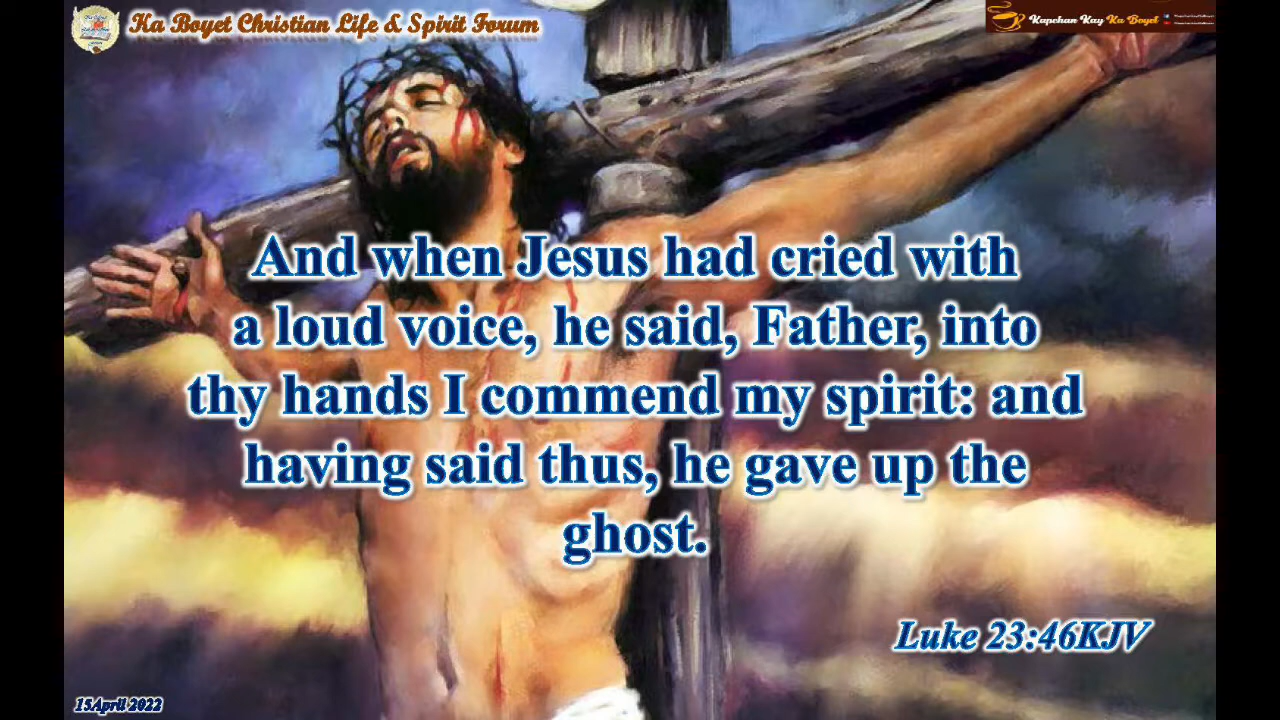 Ka Boyet Christian Life & Spirit Forum
Kapehan Kay Ka Boyet
And when Jesus had cried with
a loud voice, he said, Father, into
thy hands I commend my spirit: and
having said thus, he gave up the
ghost.
Luke 23:46KJV
15April 2022